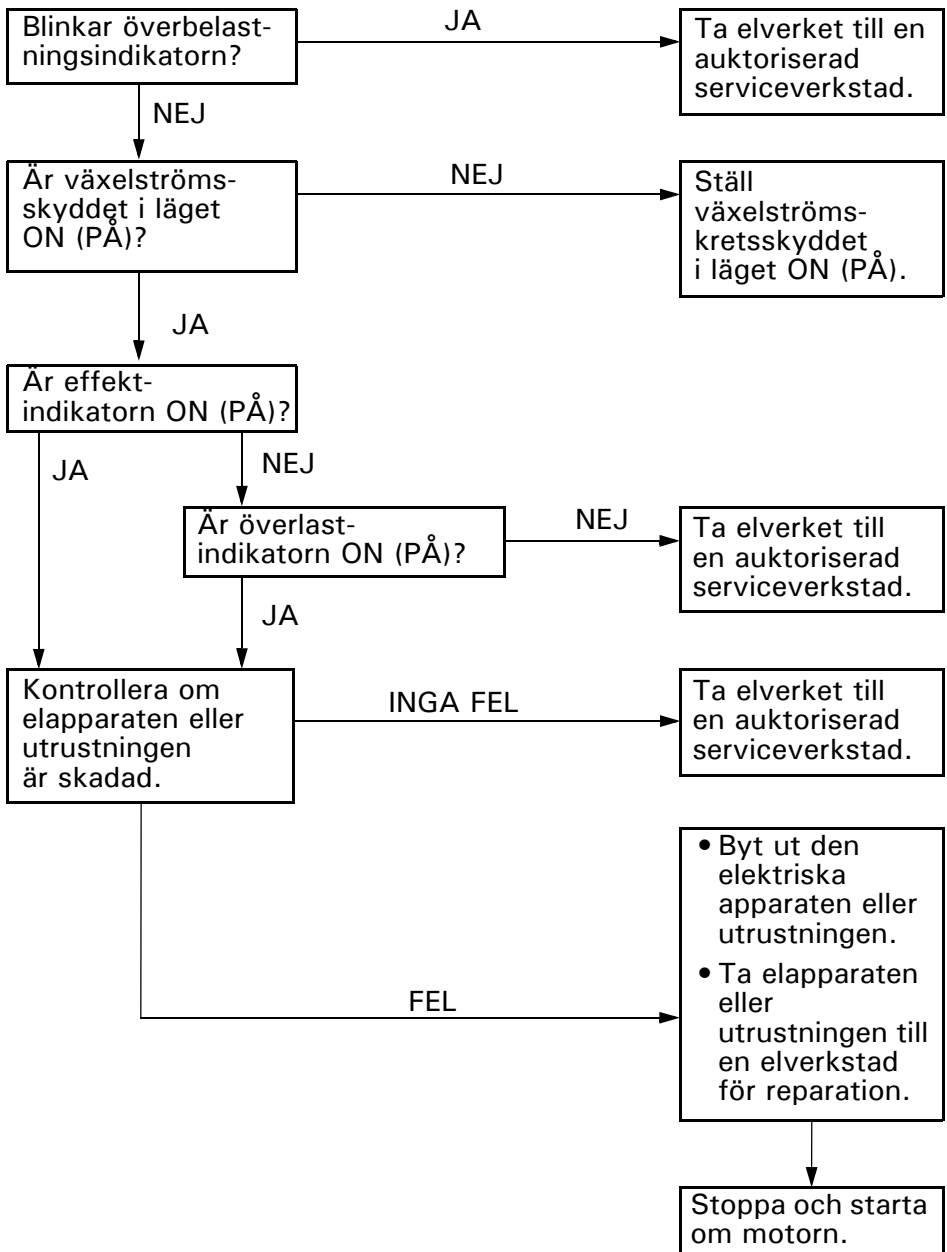 Blinkar överbelast-
ningsindikatorn?
JA
Ta elverket till en
auktoriserad
serviceverkstad.
NEJ
Är växelströms-
skyddet i läget
ON (PÅ)?
NEJ
Ställ
växelströms-
kretsskyddet
i läget ON (PÅ).
JA
Är effekt-
indikatorn ON (PÅ)?
JA
NEJ
Är överlast-
indikatorn ON (PÅ)?
NEJ
Ta elverket till
en auktoriserad
serviceverkstad.
JA
Kontrollera om
elapparaten eller
utrustningen
är skadad.
INGA FEL
Ta elverket till
en auktoriserad
serviceverkstad.
FEL
• Byt ut den
elektriska
apparaten eller
utrustningen.
• Ta elapparaten
eller
utrustningen till
en elverkstad
för reparation.
Stoppa och starta
om motorn.